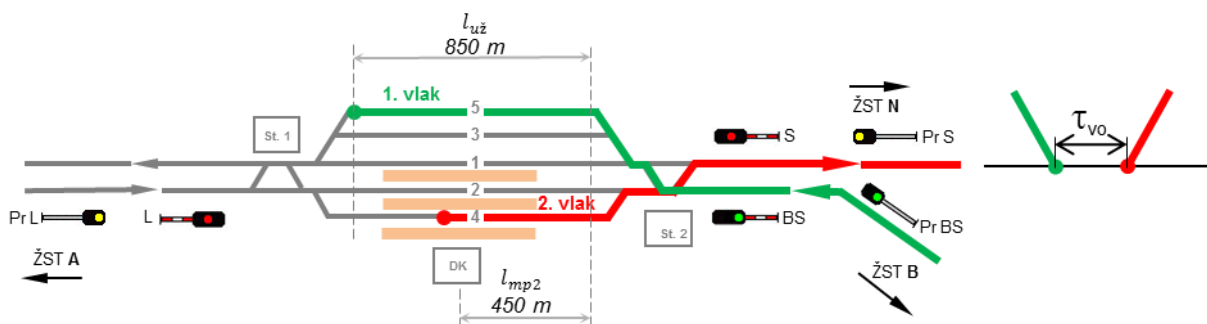 l_už
850 m
1. vlak
5
3
1
2
2. vlak
4
St. 1
St. 2
DK
l_mp2
450 m
Pr L
L
ŽST A
S
BS
ŽST N
Pr S
Pr BS
ŽST B
τ_vo